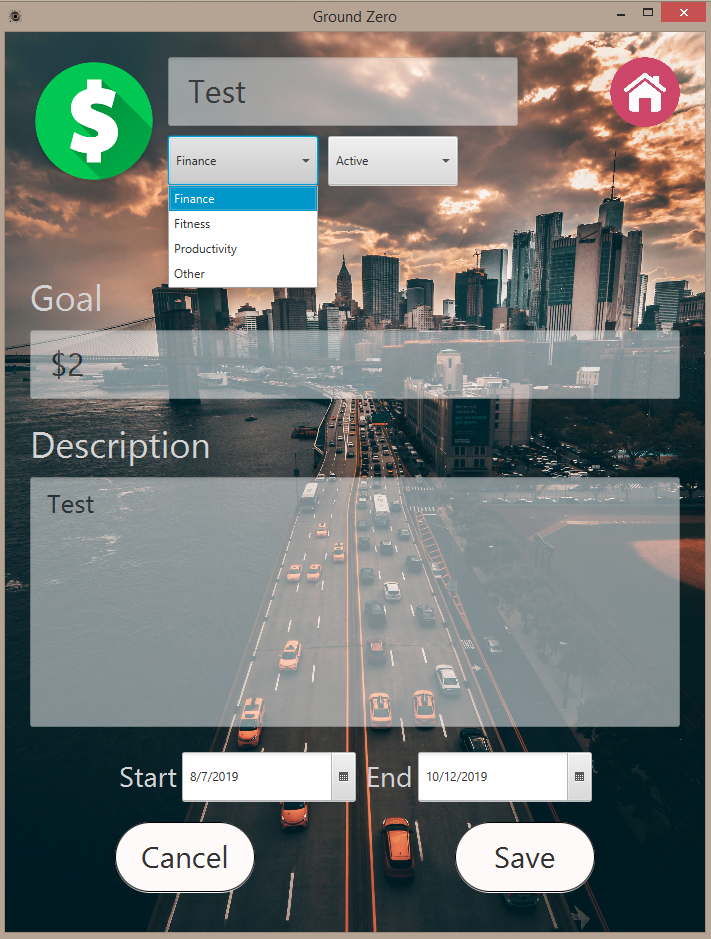 Ground Zero
$
Test
Finance
Active
Finance
Fitness
Productivity
Other
Goal
$2
Description
Test
Start 8/7/2019 End 10/12/2019
Cancel Save